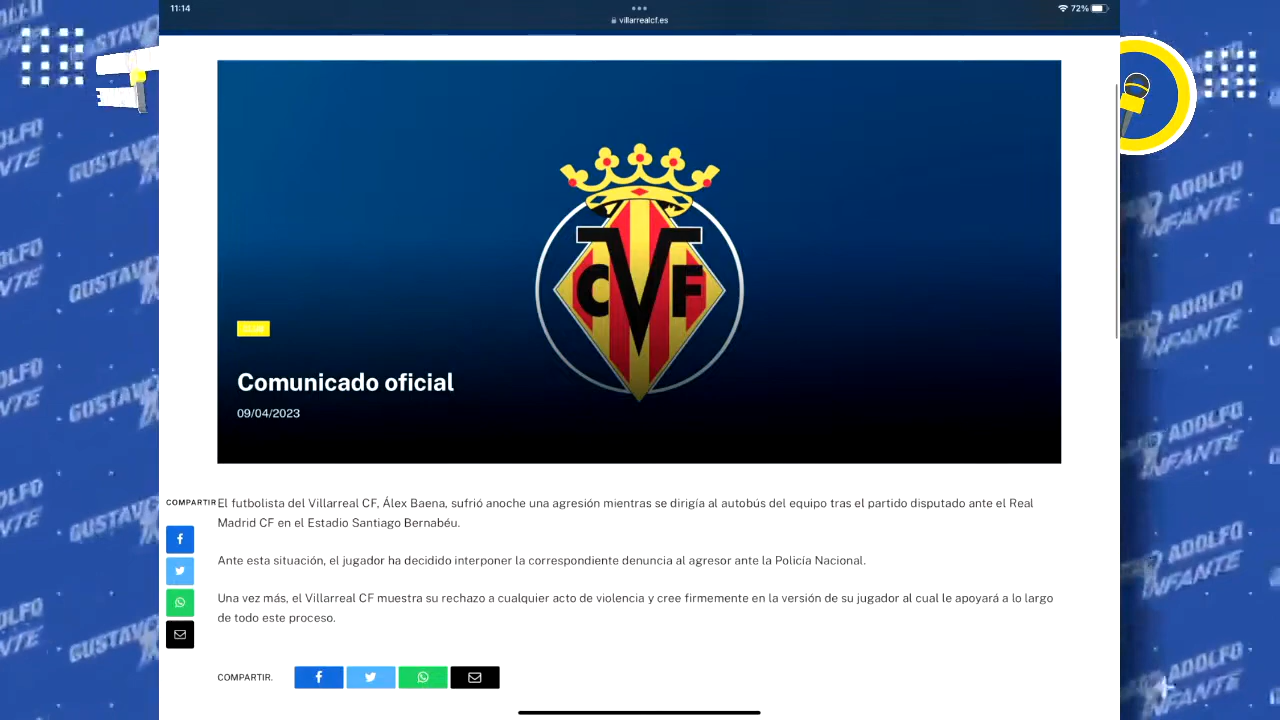 11:14
villarrealcf.es
72%
CVF
CLUB
Comunicado oficial
09/04/2023
COMPARTIR
El futbolista del Villarreal CF, Álex Baena, sufrió anoche una agresión mientras se dirigía al autobús del equipo tras el partido disputado ante el Real
Madrid CF en el Estadio Santiago Bernabéu.
Ante esta situación, el jugador ha decidido interponer la correspondiente denuncia al agresor ante la Policía Nacional.
Una vez más, el Villarreal CF muestra su rechazo a cualquier acto de violencia y cree firmemente en la versión de su jugador al cual le apoyará a lo largo
de todo este proceso.
COMPARTIR.
ADOLFO
INFANTE
GUSTAVO